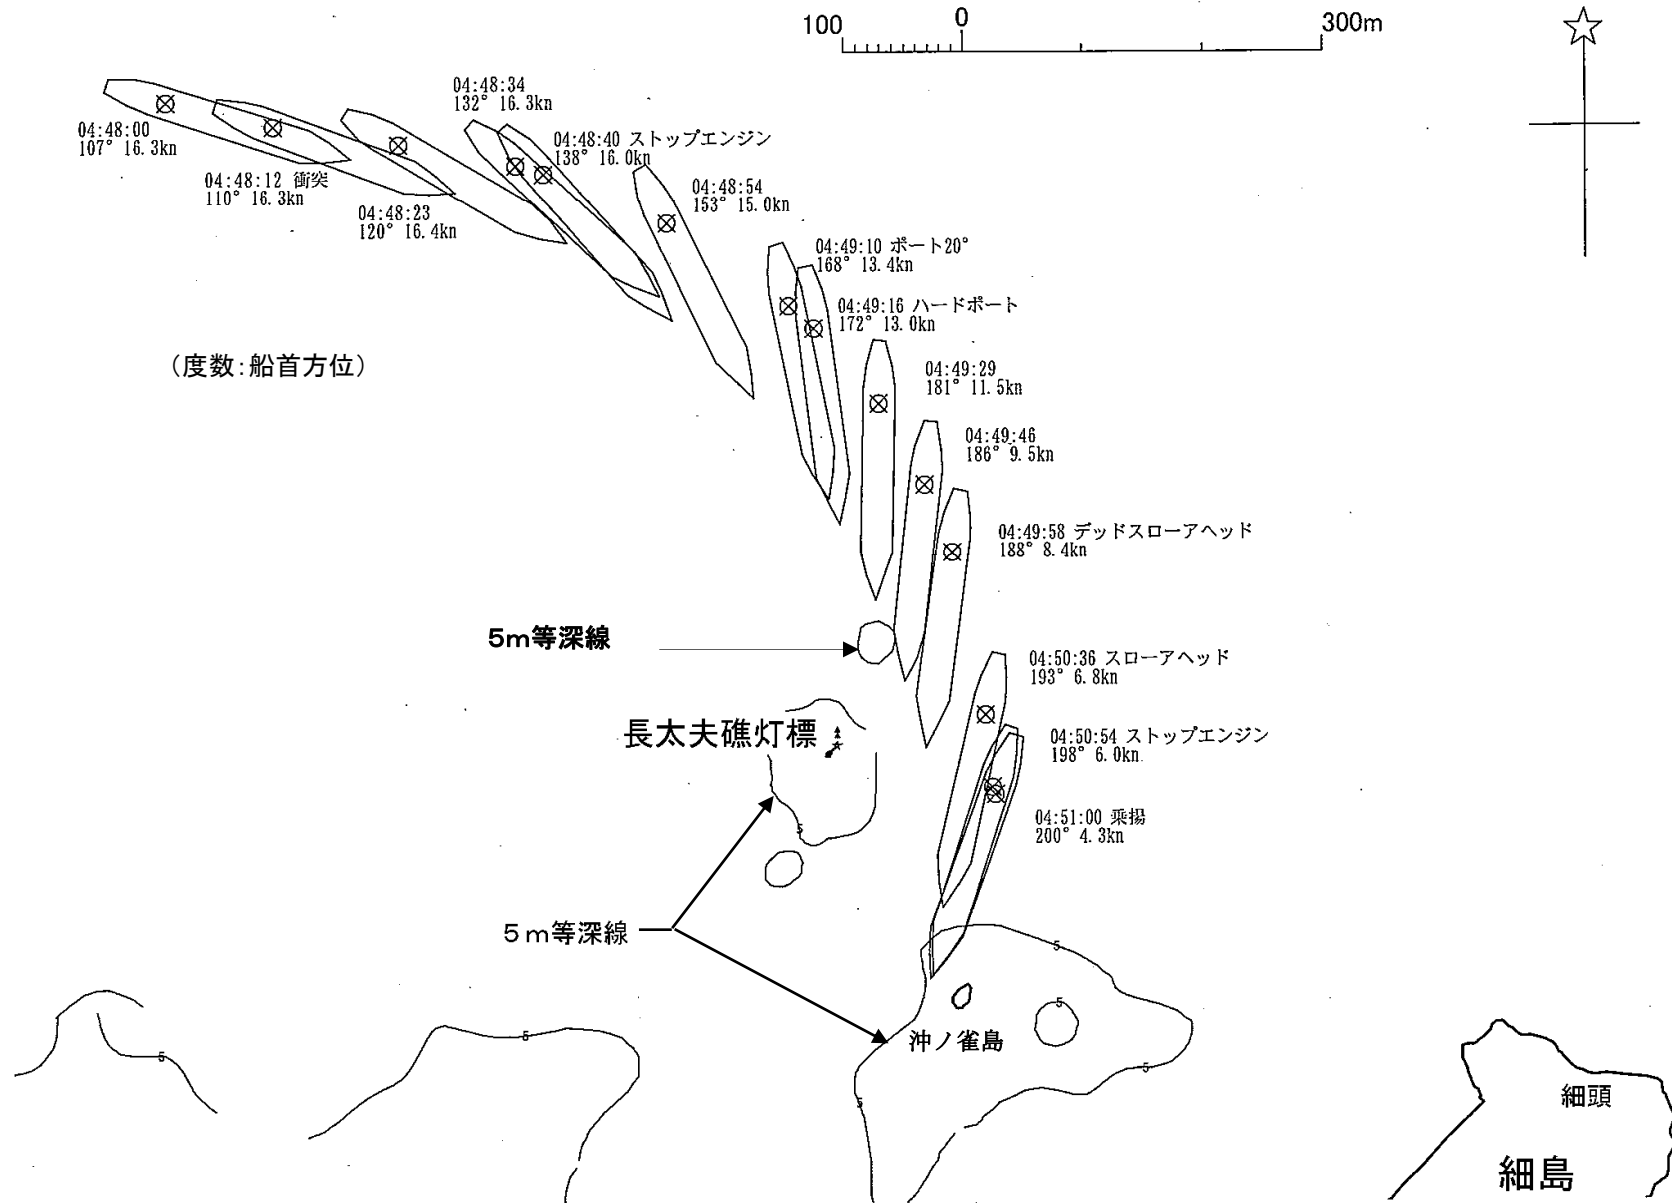 100 0 300m
04:48:00
107° 16.3kn
04:48:12 衝突
110° 16.3kn
04:48:23
120° 16.4kn
04:48:34
132° 16.3kn
04:48:40 ストップエンジン
138° 16.0kn
04:48:54
153° 15.0kn
04:49:10 ポート20°
168° 13.4kn
04:49:16 ハードポート
172° 13.0kn
（度数：船首方位）
04:49:29
181° 11.5kn
04:49:46
186° 9.5kn
04:49:58 デッドスローアヘッド
188° 8.4kn
5m等深線
04:50:36 スローアヘッド
193° 6.8kn
長太夫礁灯標
04:50:54 ストップエンジン
198° 6.0kn
04:51:00 乗揚
200° 4.3kn
5
5m等深線
5
5
5
5
沖ノ雀島
5
5
細頭
細島